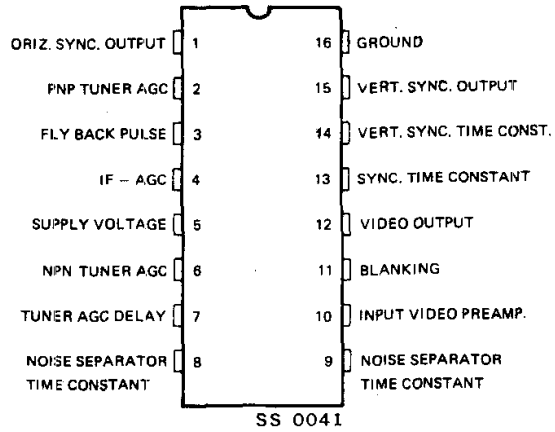 ORIZ. SYNC. OUTPUT 1 16 GROUND
PNP TUNER AGC 2 15 VERT. SYNC. OUTPUT
FLY BACK PULSE 3 14 VERT. SYNC. TIME CONST.
IF – AGC 4 13 SYNC. TIME CONSTANT
SUPPLY VOLTAGE 5 12 VIDEO OUTPUT
NPN TUNER AGC 6 11 BLANKING
TUNER AGC DELAY 7 10 INPUT VIDEO PREAMP.
NOISE SEPARATOR 8 9 NOISE SEPARATOR
TIME CONSTANT TIME CONSTANT
SS 0041